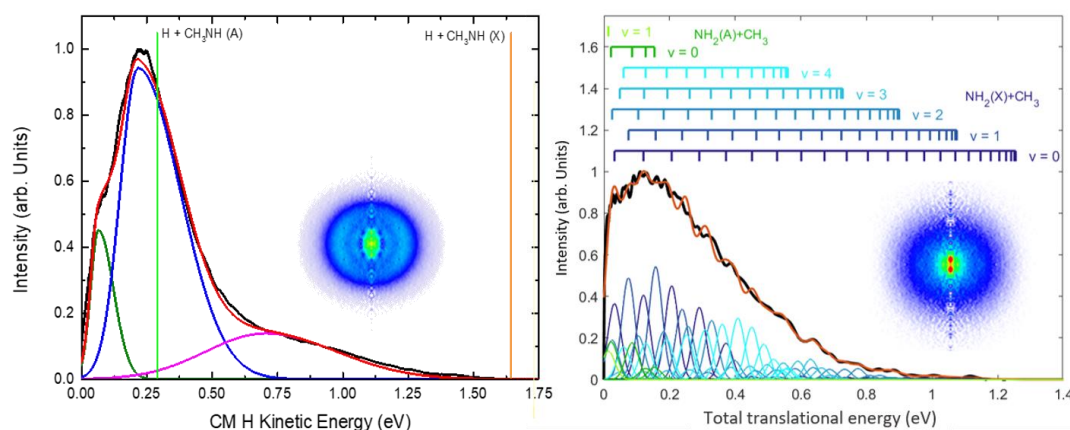 H + CH₃NH (A)
H + CH₃NH (X)
1.0
0.8
0.6
0.4
0.2
0.0
Intensity (arb. Units)
0.00 0.25 0.50 0.75 1.00 1.25 1.50 1.75
CM H Kinetic Energy (eV)
v = 1 NH₂(A)+CH₃
v = 0
v = 4
v = 3 NH₂(X)+CH₃
v = 2
v = 1
v = 0
1.6
1.4
1.2
1
0.8
0.6
0.4
0.2
0
Intensity (arb. Units)
0 0.2 0.4 0.6 0.8 1 1.2 1.4
Total translational energy (eV)